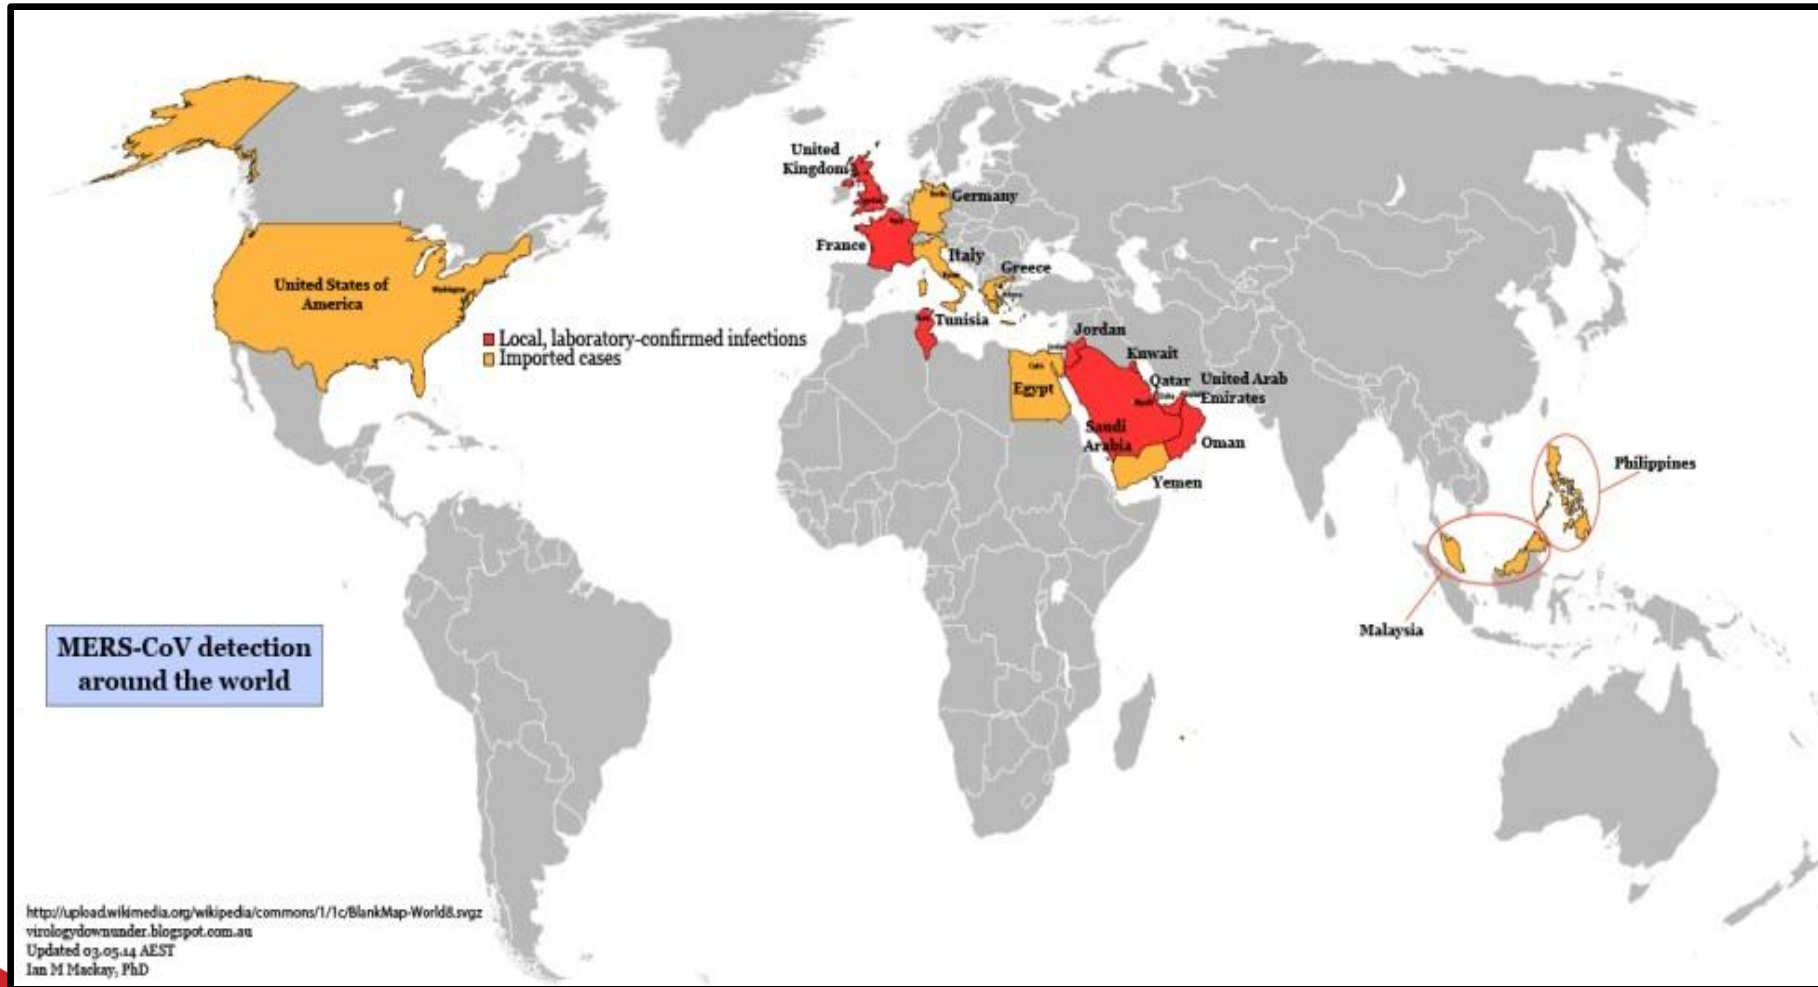 United
Kingdom
Germany
France
Italy
Greece
United States of
America
Washington
Tunisia
Local, laboratory-confirmed infections
Imported cases
Jordan
Kuwait
Qatar
United Arab
Emirates
Egypt
Saudi
Arabia
Oman
Yemen
Philippines
Malaysia
MERS-CoV detection
around the world
http://upload.wikimedia.org/wikipedia/commons/1/1c/BlankMap-World8.svgz
virologydownunder.blogspot.com.au
Updated 03.05.14 AEST
Ian M Mackay, PhD